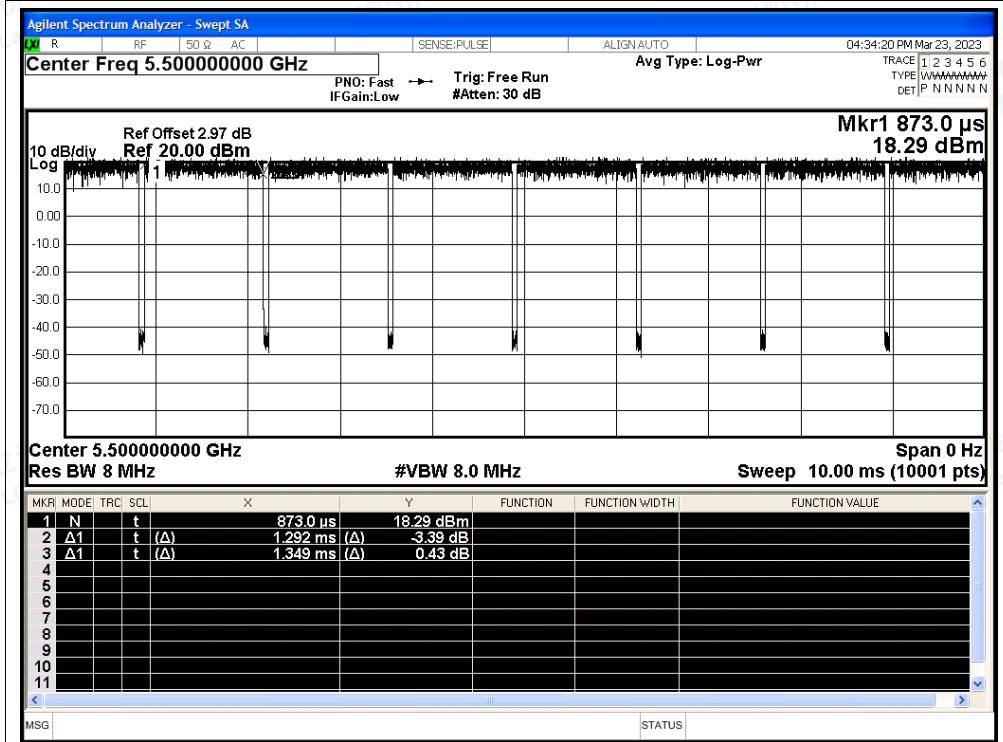 Agilent Spectrum Analyzer - Swept SA
LXI R RF 50 Ω AC SENSE:PULSE ALIGN AUTO 04:34:20 PM Mar 23, 2023
Center Freq 5.500000000 GHz
PNO: Fast
IFGain:Low
Trig: Free Run
#Atten: 30 dB
Avg Type: Log-Pwr
TRACE 1 2 3 4 5 6
TYPE WWWWWW
DET P N N N N N
Mkr1 873.0 µs
18.29 dBm
Ref Offset 2.97 dB
10 dB/div Ref 20.00 dBm
Log
1
10.0
0.00
-10.0
-20.0
-30.0
-40.0
-50.0
-60.0
-70.0
Center 5.500000000 GHz Span 0 Hz
Res BW 8 MHz #VBW 8.0 MHz Sweep 10.00 ms (10001 pts)
MKR MODE TRC SCL X Y FUNCTION FUNCTION WIDTH FUNCTION VALUE
1 N t 873.0 µs 18.29 dBm
2 Δ1 t (Δ) 1.292 ms (Δ) -3.39 dB
3 Δ1 t (Δ) 1.349 ms (Δ) 0.43 dB
4
5
6
7
8
9
10
11
MSG STATUS